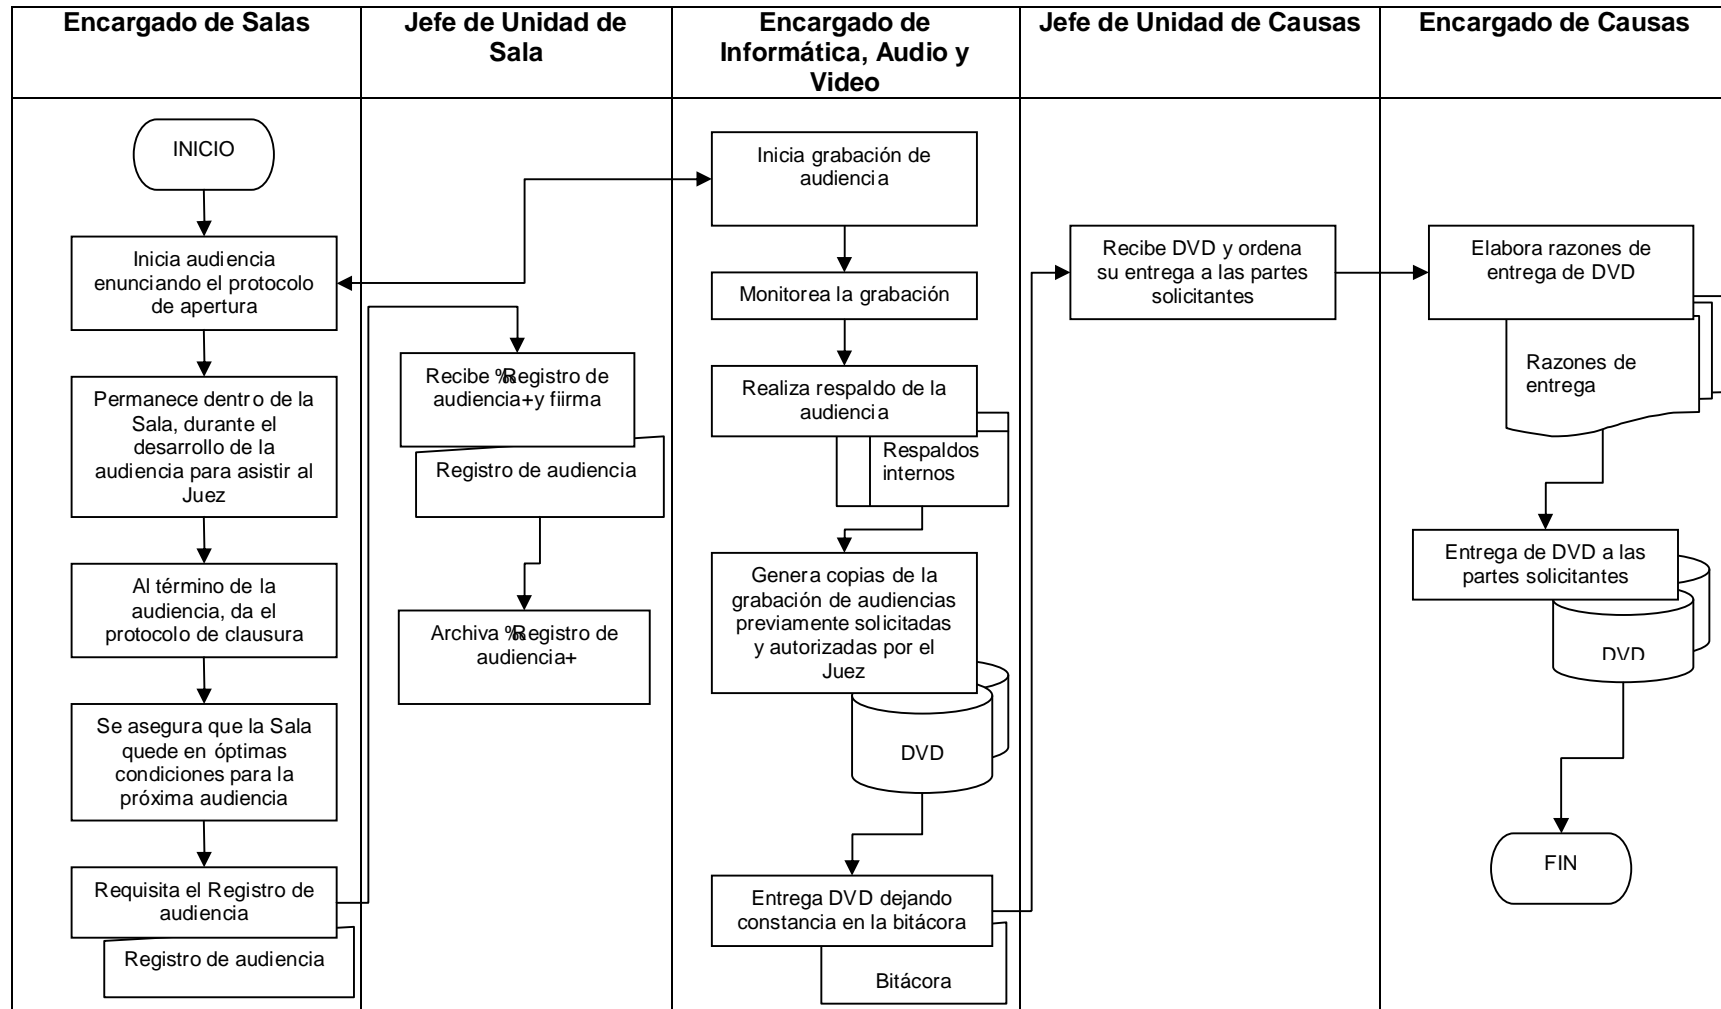 Encargado de Salas
Jefe de Unidad de
Sala
Encargado de
Informática, Audio y
Video
Jefe de Unidad de Causas
Encargado de Causas
INICIO
Inicia audiencia
enunciando el protocolo
de apertura
Permanece dentro de la
Sala, durante el
desarrollo de la
audiencia para asistir al
Juez
Al término de la
audiencia, da el
protocolo de clausura
Se asegura que la Sala
quede en óptimas
condiciones para la
próxima audiencia
Requisita el Registro de
audiencia
Registro de audiencia
Recibe %Registro de
audiencia+y fiirma
Registro de audiencia
Archiva %Registro de
audiencia+
Inicia grabación de
audiencia
Monitorea la grabación
Realiza respaldo de la
audiencia
Respaldos
internos
Genera copias de la
grabación de audiencias
previamente solicitadas
y autorizadas por el
Juez
DVD
Entrega DVD dejando
constancia en la bitácora
Bitácora
Recibe DVD y ordena
su entrega a las partes
solicitantes
Elabora razones de
entrega de DVD
Razones de
entrega
Entrega de DVD a las
partes solicitantes
DVD
FIN